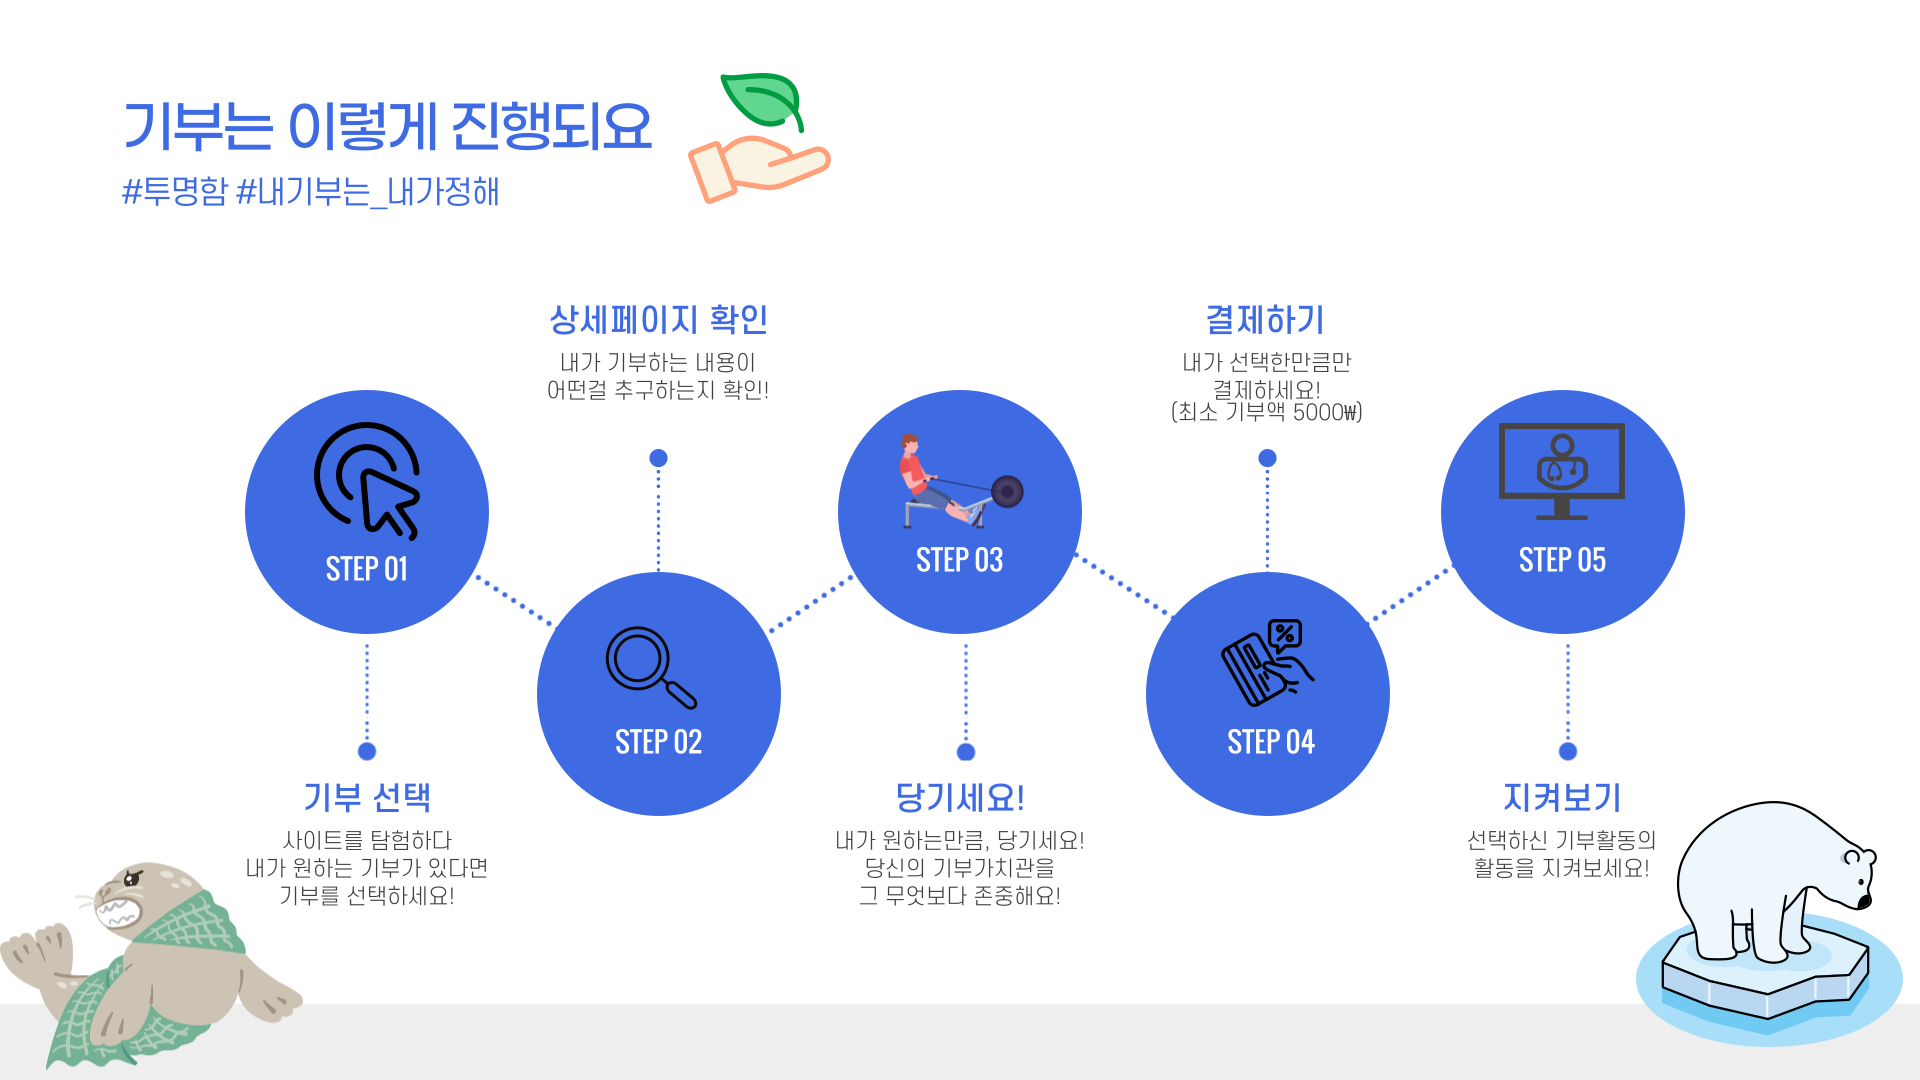 기부는 이렇게 진행되요
#투명함 #내기부는_내가정해
STEP 01
기부 선택
사이트를 탐험하다
내가 원하는 기부가 있다면
기부를 선택하세요!
상세페이지 확인
내가 기부하는 내용이
어떤걸 추구하는지 확인!
STEP 02
STEP 03
당기세요!
내가 원하는만큼, 당기세요!
당신의 기부가치관을
그 무엇보다 존중해요!
결제하기
내가 선택한만큼만
결제하세요!
(최소 기부액 5000₩)
%
STEP 04
STEP 05
지켜보기
선택하신 기부활동의
활동을 지켜보세요!